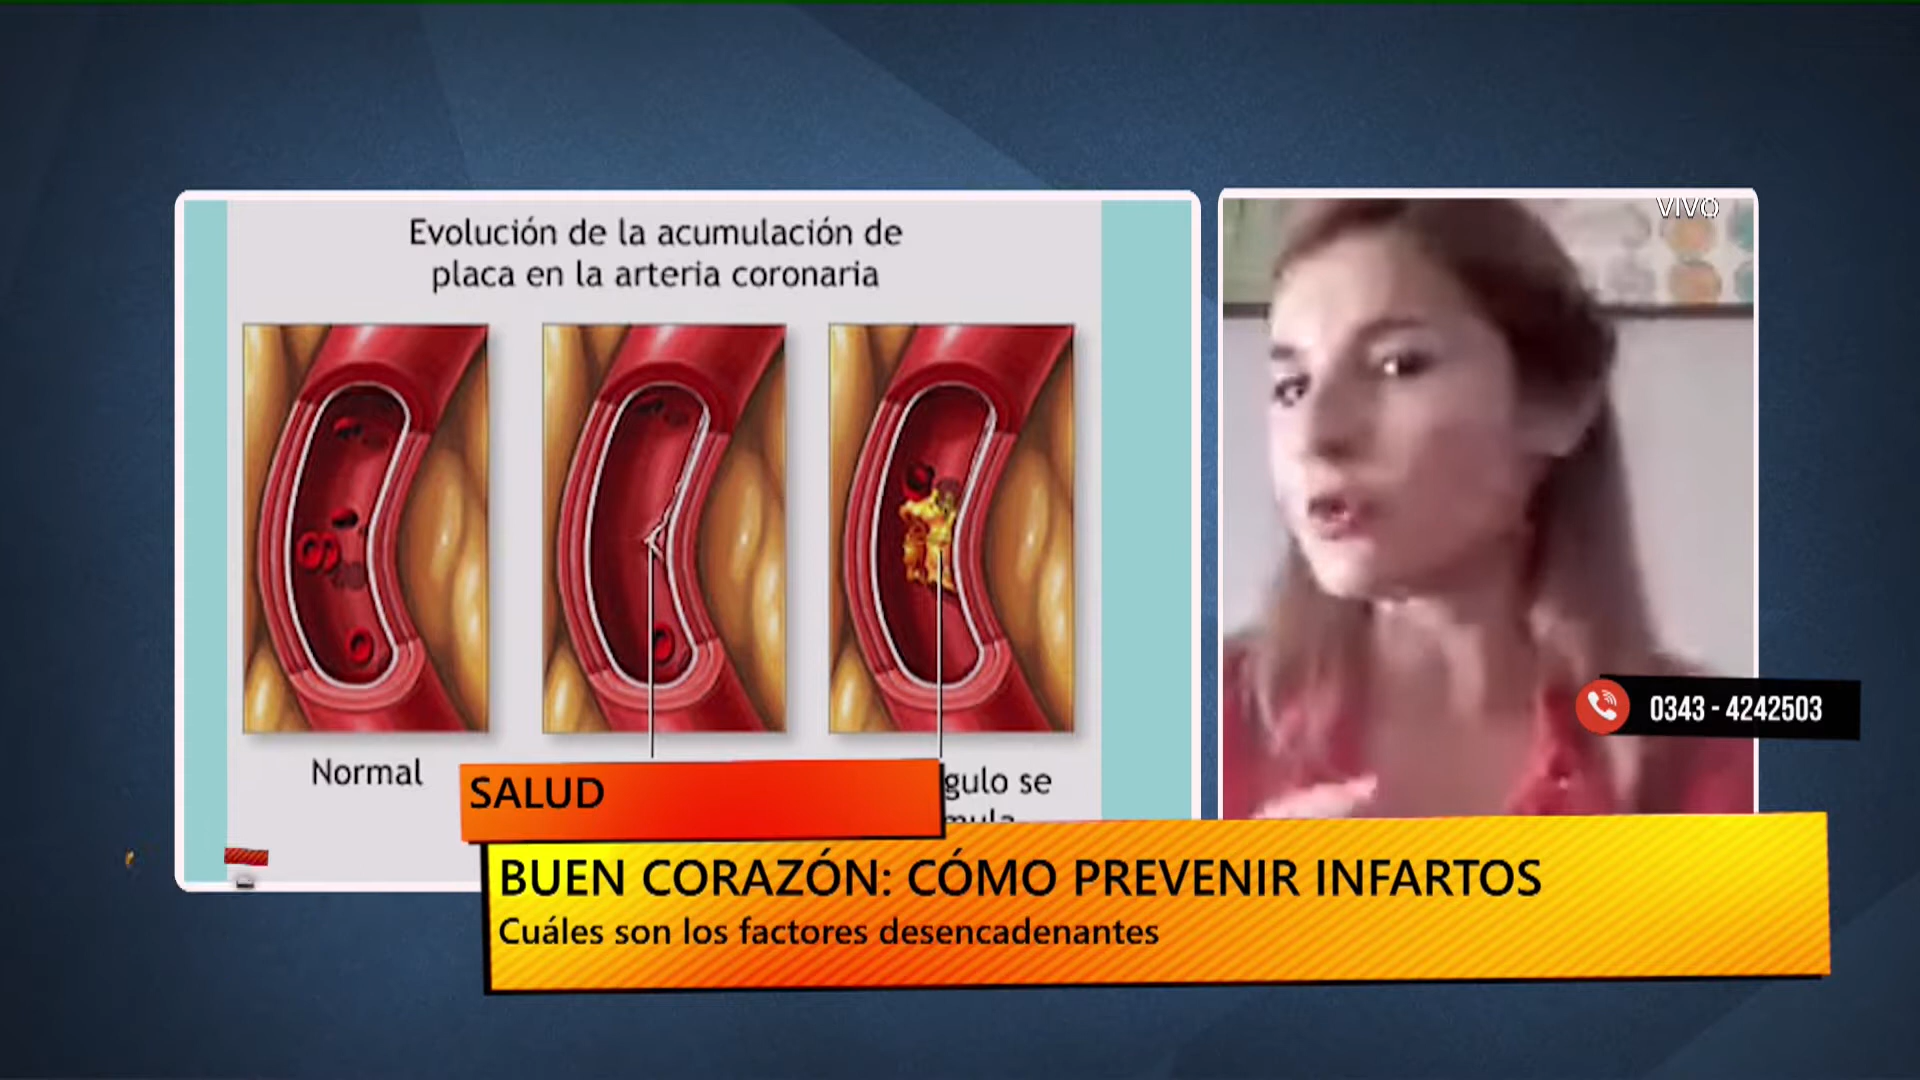 Evolución de la acumulación de
placa en la arteria coronaria
VIVO
Normal
gulo se
SALUD
0343 - 4242503
BUEN CORAZÓN: CÓMO PREVENIR INFARTOS
Cuáles son los factores desencadenantes